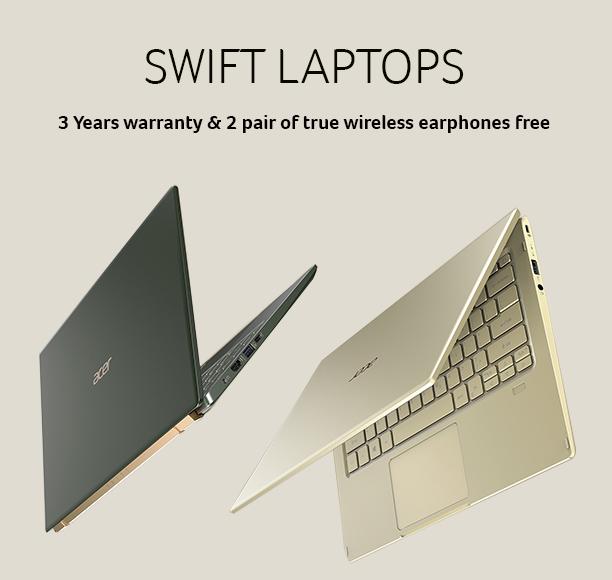 SWIFT LAPTOPS
3 Years warranty & 2 pair of true wireless earphones free
acer
acer